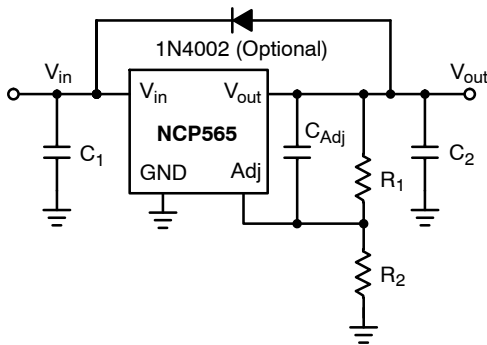 1N4002 (Optional)
V_in
V_out
V_in
V_out
NCP565
C_Adj
C_1
GND
Adj
R_1
C_2
R_2